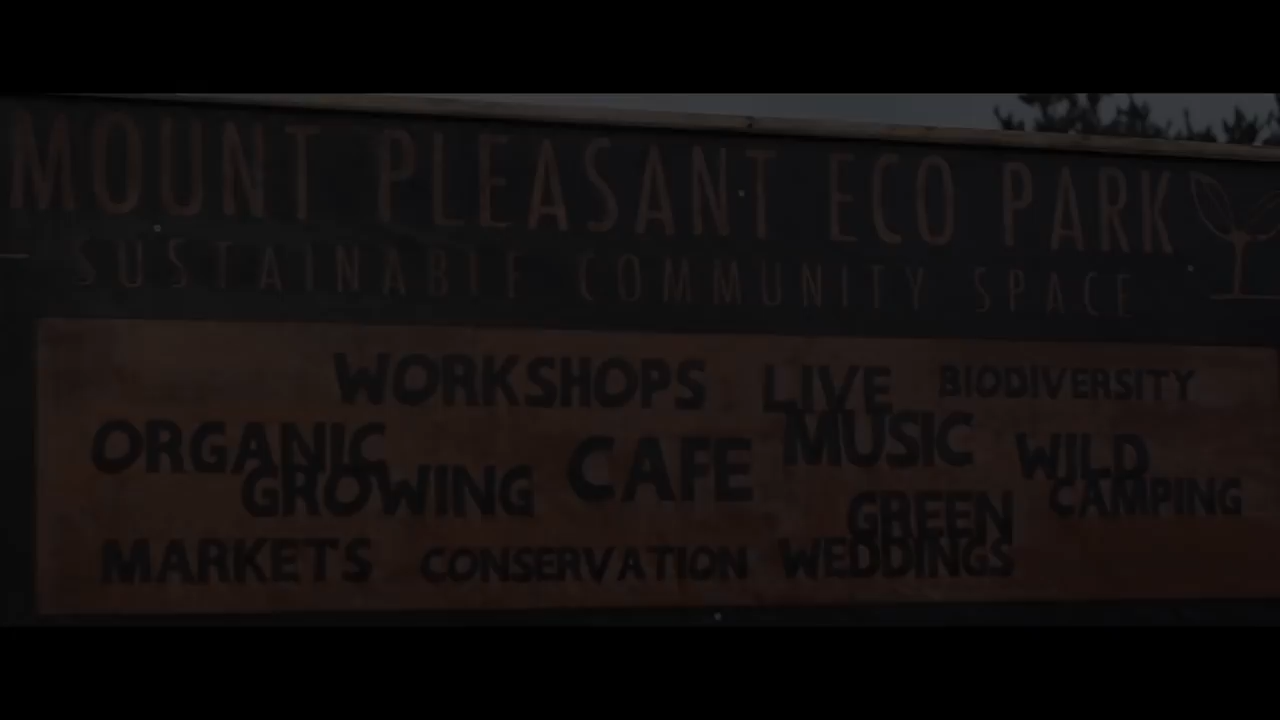 MOUNT PLEASANT ECO PARK
SUSTAINABLE COMMUNITY SPACE
WORKSHOPS
LIVE
MUSIC
BIODIVERSITY
ORGANIC
GROWING
CAFE
WILD
CAMPING
GREEN
WEDDINGS
MARKETS
CONSERVATION